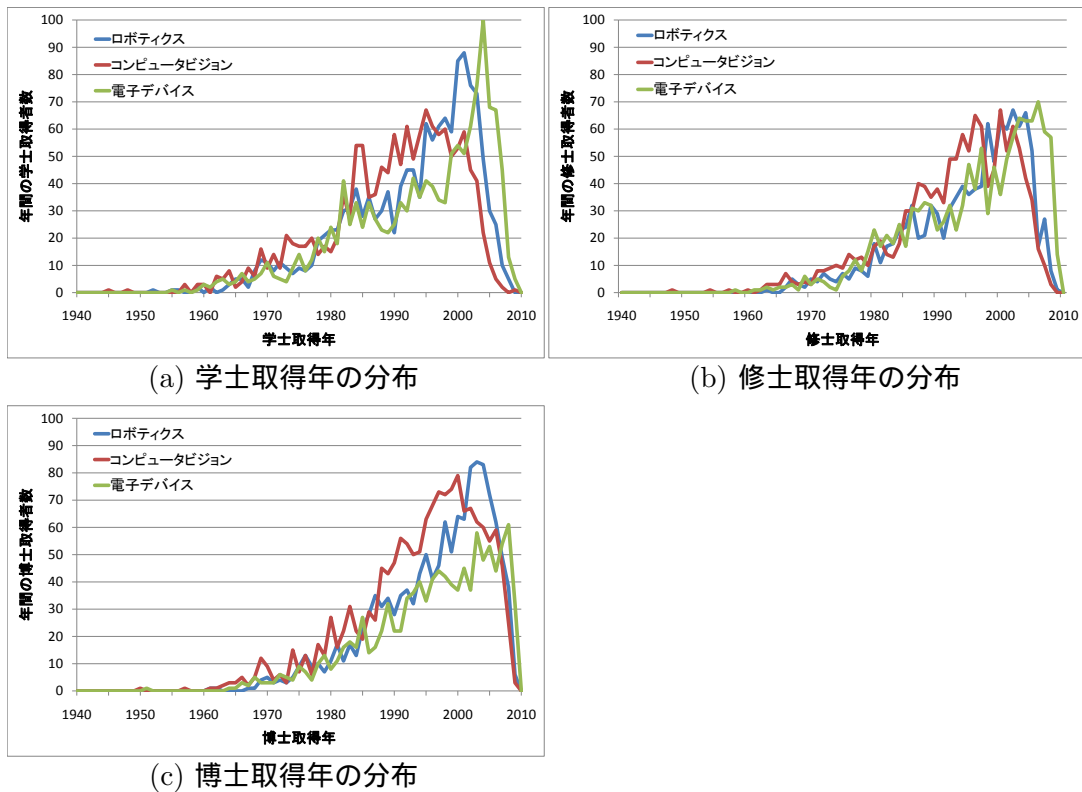 100
90
80
70
60
50
40
30
20
10
0
年間の学士取得者数
ロボティクス
コンピュータビジョン
電子デバイス
1940 1950 1960 1970 1980 1990 2000 2010
学士取得年
(a) 学士取得年の分布
100
90
80
70
60
50
40
30
20
10
0
年間の修士取得者数
ロボティクス
コンピュータビジョン
電子デバイス
1940 1950 1960 1970 1980 1990 2000 2010
修士取得年
(b) 修士取得年の分布
100
90
80
70
60
50
40
30
20
10
0
年間の博士取得者数
ロボティクス
コンピュータビジョン
電子デバイス
1940 1950 1960 1970 1980 1990 2000 2010
博士取得年
(c) 博士取得年の分布